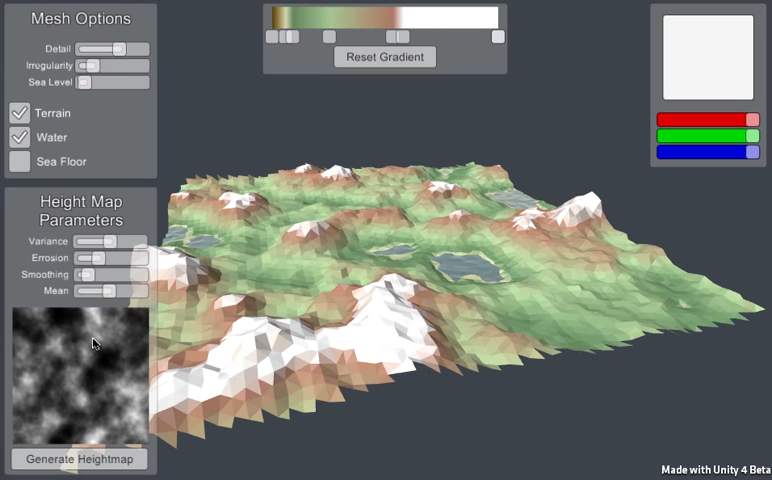 Mesh Options
Detail
Irregularity
Sea Level
Terrain
Water
Sea Floor
Height Map
Parameters
Variance
Errosion
Smoothing
Mean
Generate Heightmap
Reset Gradient
Made with Unity 4 Beta